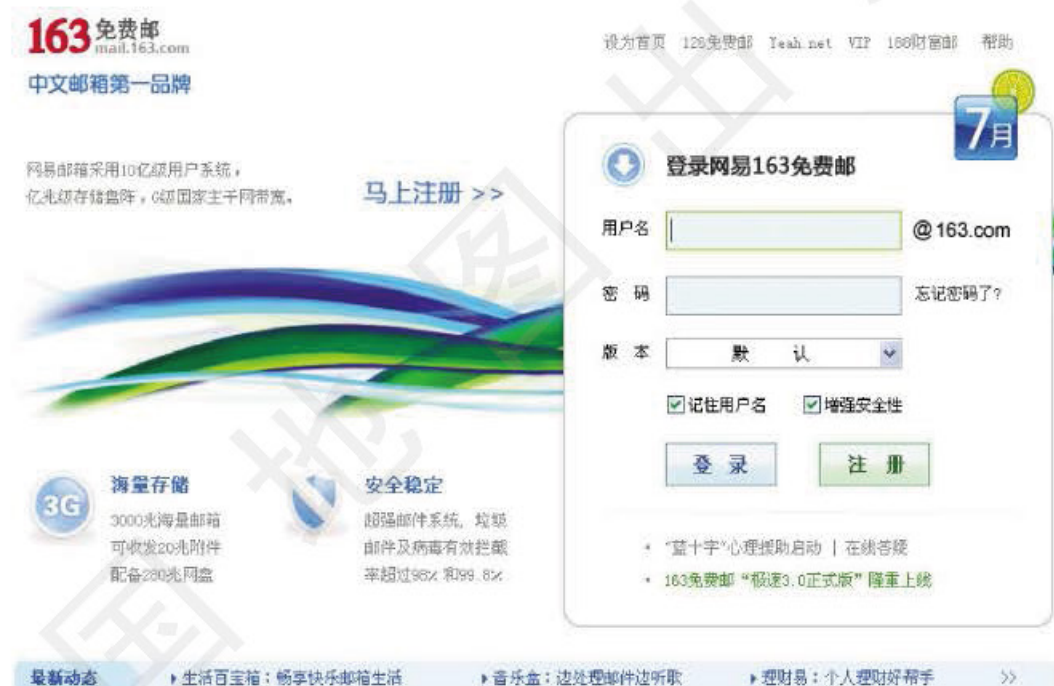 163 免费邮
mail.163.com
中文邮箱第一品牌
设为首页 126免费邮 Yeah.net VIP 188财富邮 帮助
7月
网易邮箱采用10亿级用户系统，
亿兆级存储盘阵，G级国家主干网带宽。
马上注册 >>
登录网易163免费邮
用户名 @163.com
密 码 忘记密码了?
版 本 默 认
记住用户名 增强安全性
登 录 注 册
3G
海量存储
3000兆海量邮箱
可收发20兆附件
配备280兆网盒
安全稳定
超强邮件系统，垃圾
邮件及病毒有效拦截
率超过98% 和99.8%
· “蓝十字”心理援助启动 | 在线答疑
· 163免费邮“极速3.0正式版”隆重上线
最新动态 生活百宝箱：畅享快乐邮箱生活 音乐盒：边处理邮件边听歌 理财易：个人理财好帮手 >>